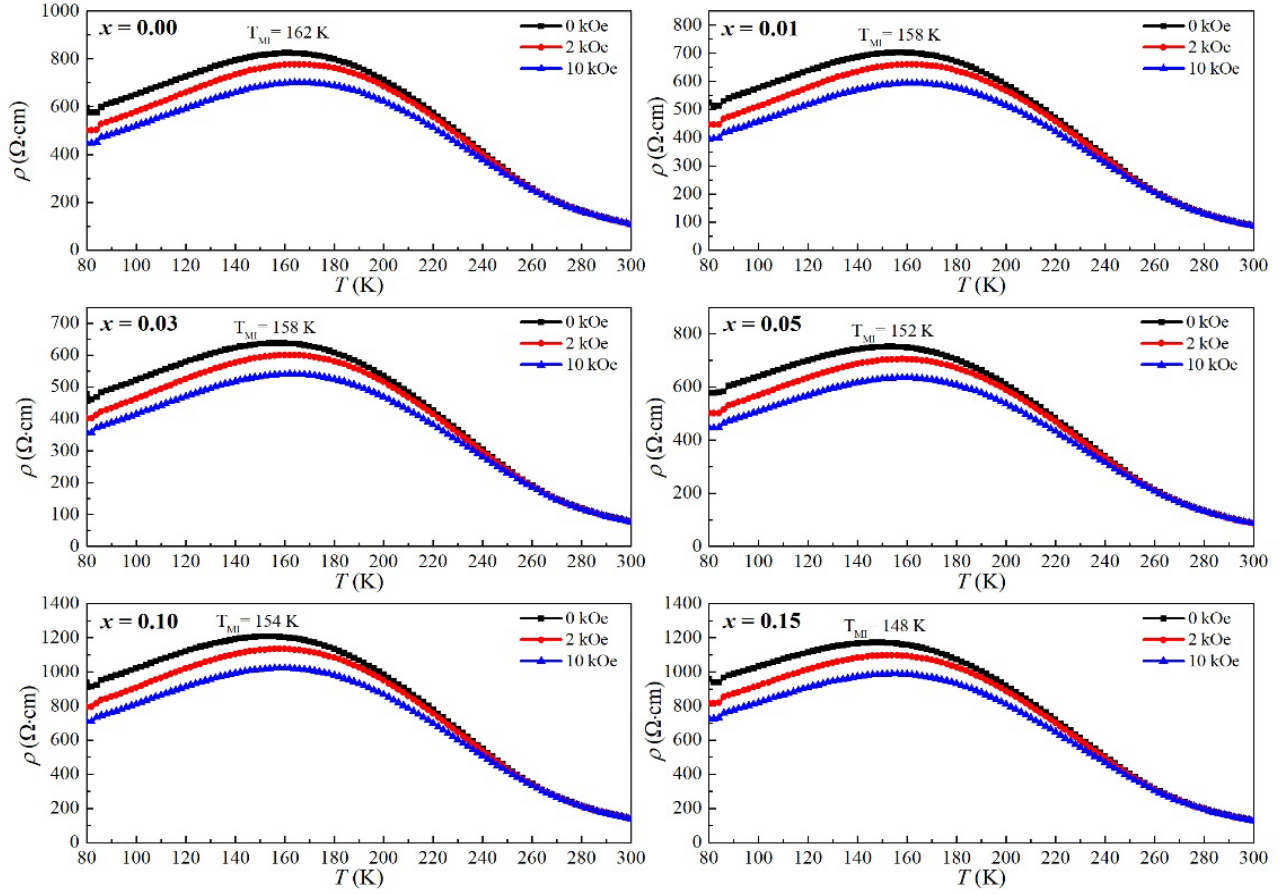 x = 0.00
T_MI= 162 K
0 kOe
2 kOe
10 kOe
1000
800
600
400
200
0
ρ (Ω·cm)
80 100 120 140 160 180 200 220 240 260 280 300
T (K)
x = 0.01
T_MI= 158 K
0 kOe
2 kOe
10 kOe
800
700
600
500
400
300
200
100
0
ρ (Ω·cm)
80 100 120 140 160 180 200 220 240 260 280 300
T (K)
x = 0.03
T_MI= 158 K
0 kOe
2 kOe
10 kOe
700
600
500
400
300
200
100
0
ρ (Ω·cm)
80 100 120 140 160 180 200 220 240 260 280 300
T (K)
x = 0.05
T_MI= 152 K
0 kOe
2 kOe
10 kOe
800
600
400
200
0
ρ (Ω·cm)
80 100 120 140 160 180 200 220 240 260 280 300
T (K)
x = 0.10
T_MI= 154 K
0 kOe
2 kOe
10 kOe
1400
1200
1000
800
600
400
200
0
ρ (Ω·cm)
80 100 120 140 160 180 200 220 240 260 280 300
T (K)
x = 0.15
T_MI= 148 K
0 kOe
2 kOe
10 kOe
1400
1200
1000
800
600
400
200
0
ρ (Ω·cm)
80 100 120 140 160 180 200 220 240 260 280 300
T (K)